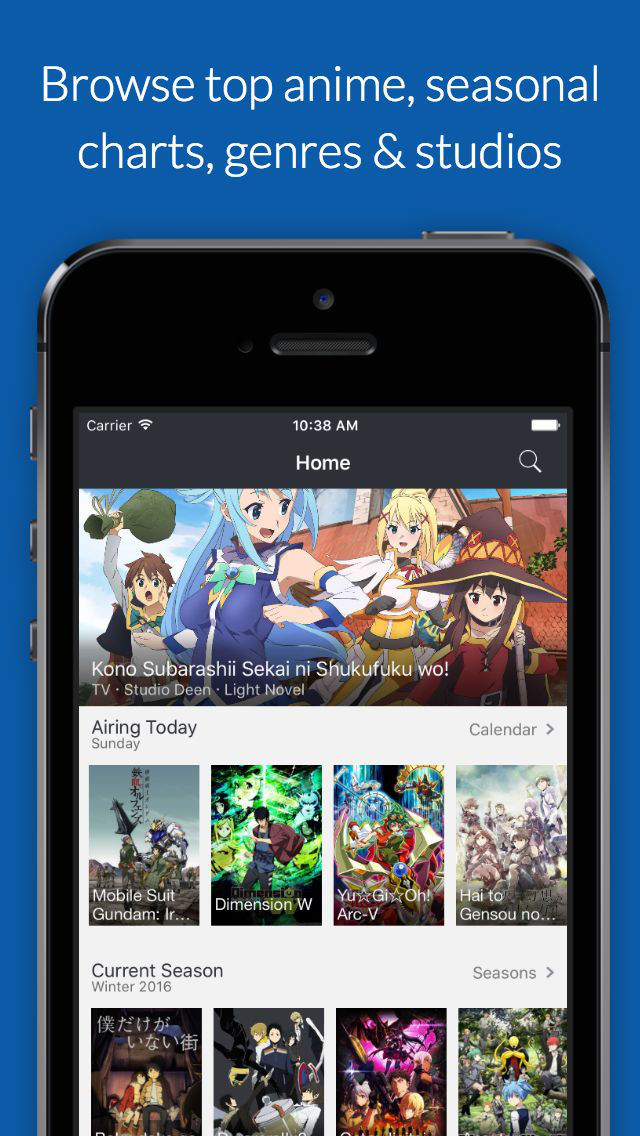 Browse top anime, seasonal
charts, genres & studios
Carrier
10:38 AM
Home
Kono Subarashii Sekai ni Shukufuku wo!
TV · Studio Deen · Light Novel
Airing Today
Calendar
Sunday
鉄血のオルフェンズ
Mobile Suit
Gundam: Ir...
Dimension
Dimension W
Yu☆Gi☆Oh!
Arc-V
Hai to
Gensou no...
Current Season
Seasons
Winter 2016
僕だけが
いない街